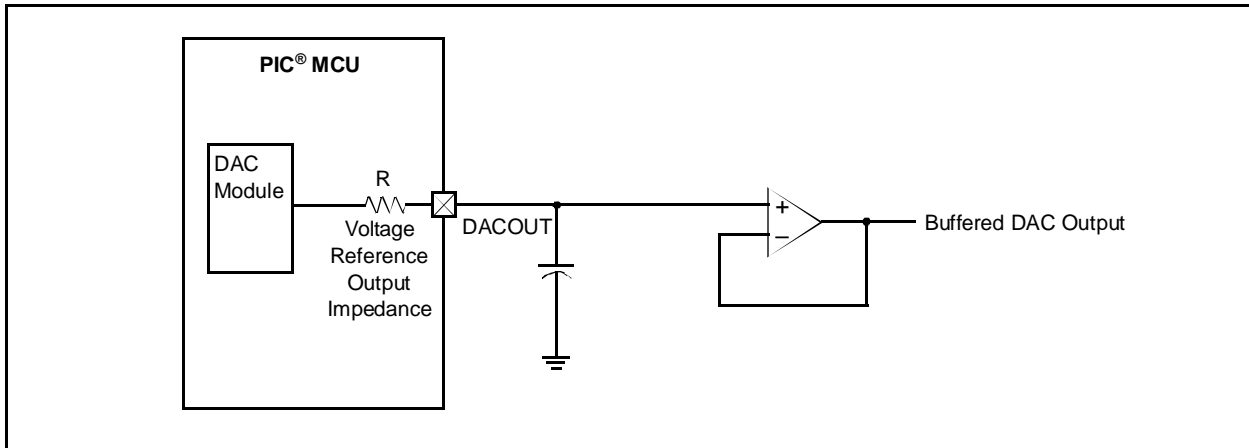 PIC® MCU
DAC
Module
R
Voltage
Reference
Output
Impedance
DACOUT
+
–
Buffered DAC Output